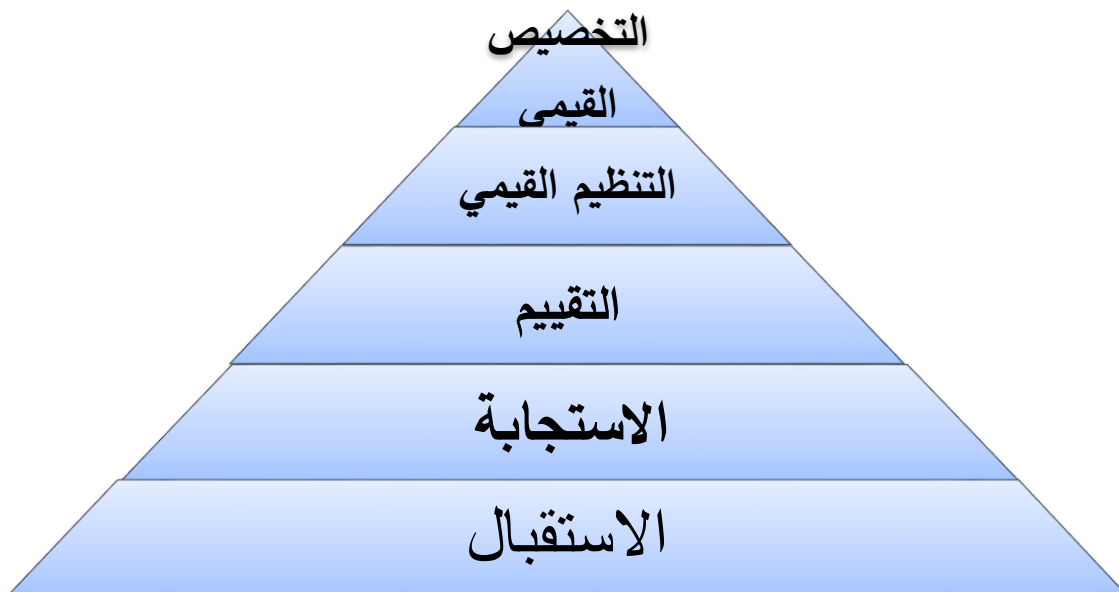 التخصيص
القيمي
التنظيم القيمي
التقييم
الاستجابة
الاستقبال